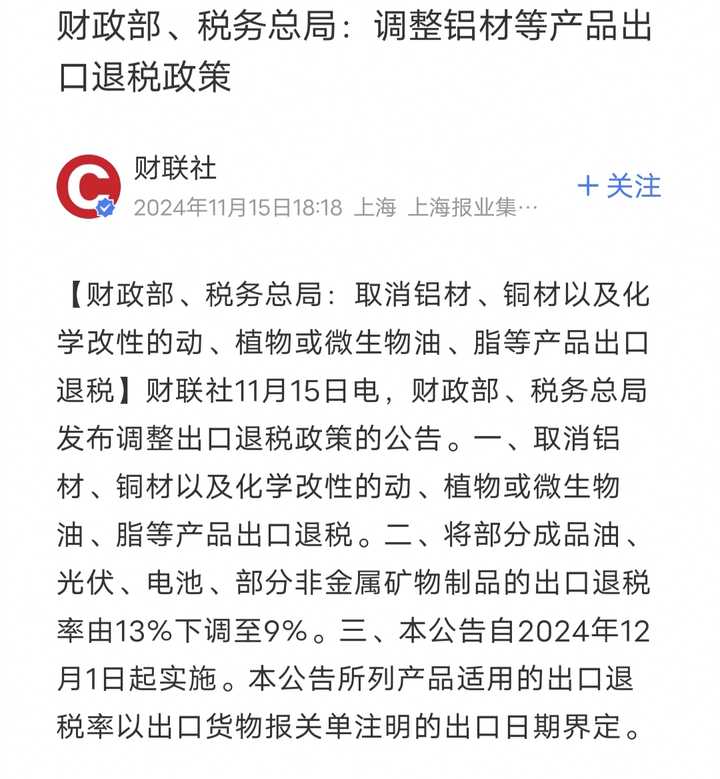 财政部、税务总局：调整铝材等产品出
口退税政策
财联社
2024年11月15日18:18 上海 上海报业集…
+关注
【财政部、税务总局：取消铝材、铜材以及化
学改性的动、植物或微生物油、脂等产品出口
退税】财联社11月15日电，财政部、税务总局
发布调整出口退税政策的公告。一、取消铝
材、铜材以及化学改性的动、植物或微生物
油、脂等产品出口退税。二、将部分成品油、
光伏、电池、部分非金属矿物制品的出口退税
率由13%下调至9%。三、本公告自2024年12
月1日起实施。本公告所列产品适用的出口退
税率以出口货物报关单注明的出口日期界定。